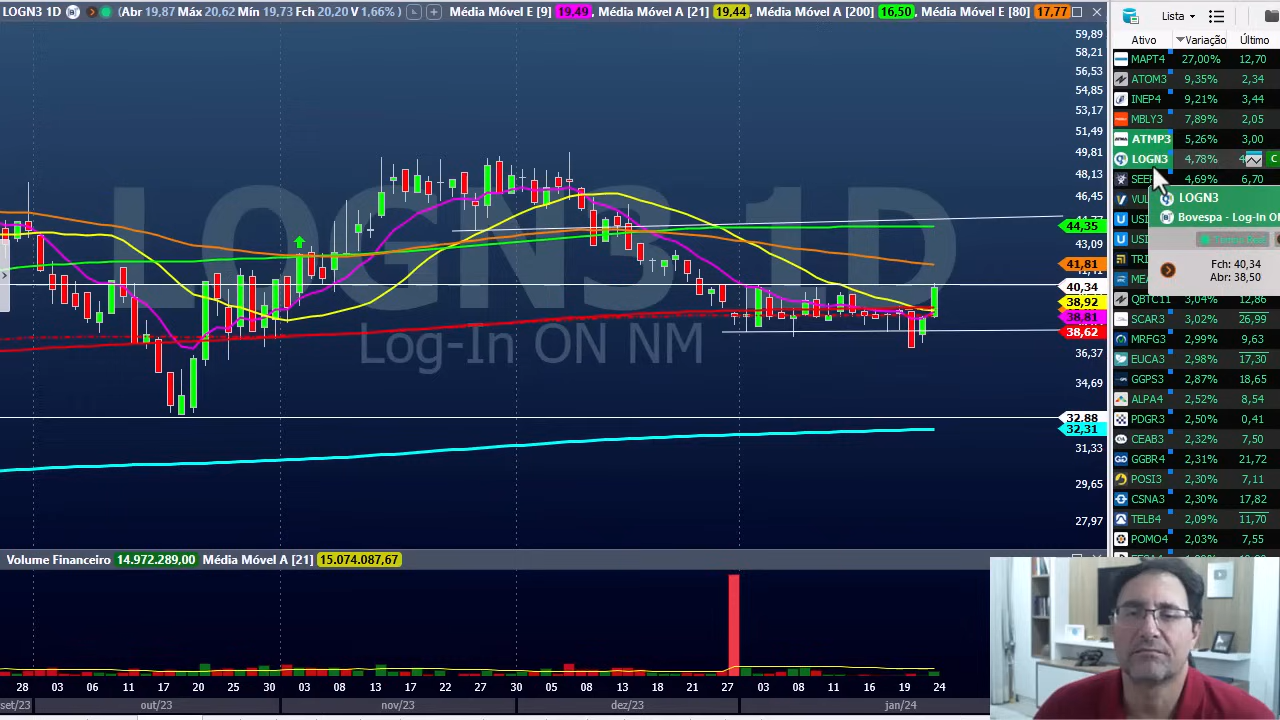 LOGN3 1D (Abr 19,87 Máx 20,62 Mín 19,73 Fch 20,20 V 1,66% ) Média Móvel E [9] 19,49, Média Móvel A [21] 19,44, Média Móvel A [200] 16,50, Média Móvel E [80] 17,77
Lista
Ativo Variação Último
MAPT4 27,00% 12,70
ATOM3 9,35% 2,34
INEP4 9,21% 3,44
MBLY3 7,89% 2,05
ATMP3 5,26% 3,00
LOGN3 4,78% 4 C
SEER 4,69% 6,70
VUL
USI
USI
TRI
MEA
QBTC11 3,04% 12,86
SCAR3 3,02% 26,99
MRFG3 2,99% 9,63
EUCA3 2,98% 17,30
GGPS3 2,87% 18,65
ALPA4 2,52% 8,54
PDGR3 2,50% 0,41
CEAB3 2,32% 7,50
GGBR4 2,31% 21,72
POSI3 2,30% 7,11
CSNA3 2,30% 17,82
TELB4 2,09% 11,70
POMO4 2,03% 7,55
LOGN3
Bovespa - Log-In O
Fch: 40,34
Abr: 38,50
59,89
58,21
56,53
54,85
53,17
51,49
49,81
48,13
46,45
44,35
43,09
41,81
40,34
38,92
38,81
38,62
36,37
34,69
32,88
32,31
31,33
29,65
27,97
LOGN3 1D
Log-In ON NM
Volume Financeiro 14.972.289,00 Média Móvel A [21] 15.074.087,67
28 03 06 11 17 20 25 30 03 08 13 17 22 27 30 05 08 13 18 21 27 03 08 11 16 19 24
set/23 out/23 nov/23 dez/23 jan/24